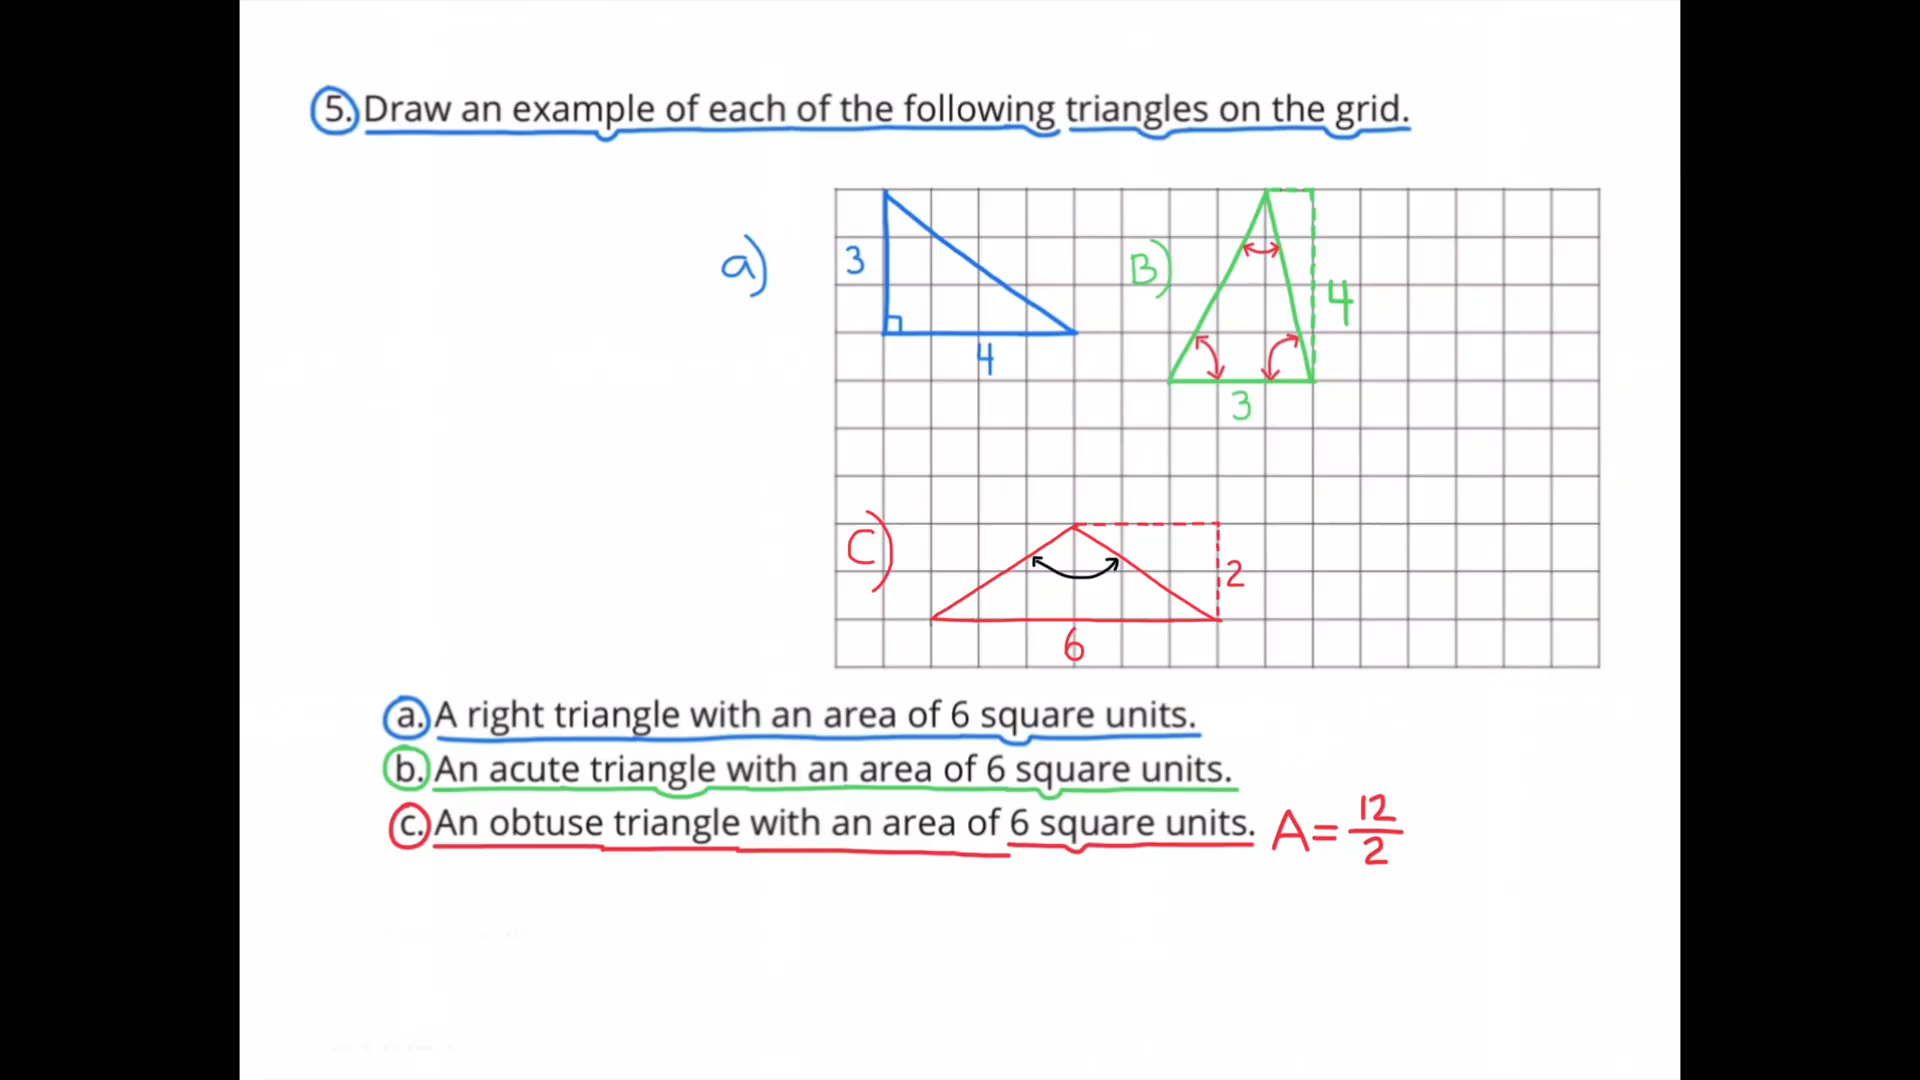 5. Draw an example of each of the following triangles on the grid.
a)
3
4
B)
4
3
C)
2
6
a. A right triangle with an area of 6 square units.
b. An acute triangle with an area of 6 square units.
c. An obtuse triangle with an area of 6 square units. A = 12/2